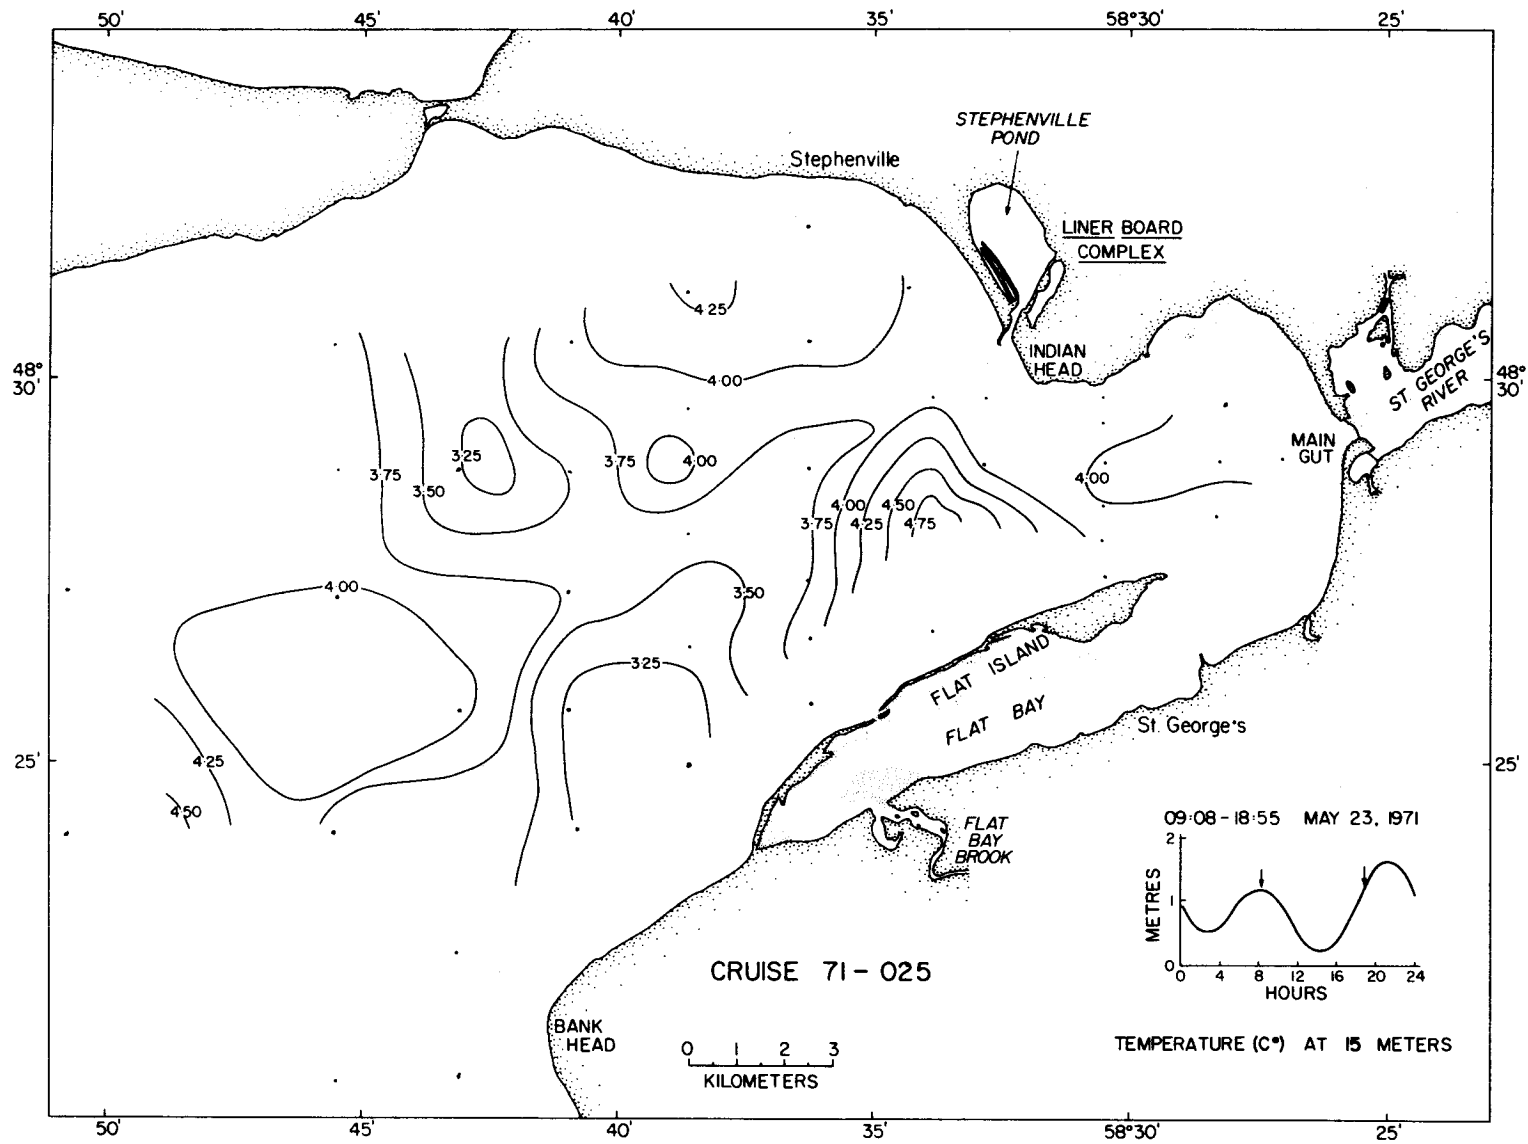 50' 45' 40' 35' 58°30' 25'
STEPHENVILLE
POND
Stephenville
LINER BOARD
COMPLEX
4·25
INDIAN
HEAD
48°
30'
48°
30'
4·00
ST GEORGE'S
RIVER
MAIN
GUT
3·25
3·75
3·50
3·75
4·00
4·00
4·00
4·50
3·75
4·25
4·75
4·00
3·50
3·25
FLAT ISLAND
FLAT BAY
St. George's
25'
4·25
25'
4·50
FLAT
BAY
BROOK
09:08-18:55 MAY 23, 1971
2
1
0
METRES
0 4 8 12 16 20 24
HOURS
CRUISE 71-025
BANK
HEAD
0 1 2 3
KILOMETERS
TEMPERATURE (C°) AT 15 METERS
50' 45' 40' 35' 58°30' 25'